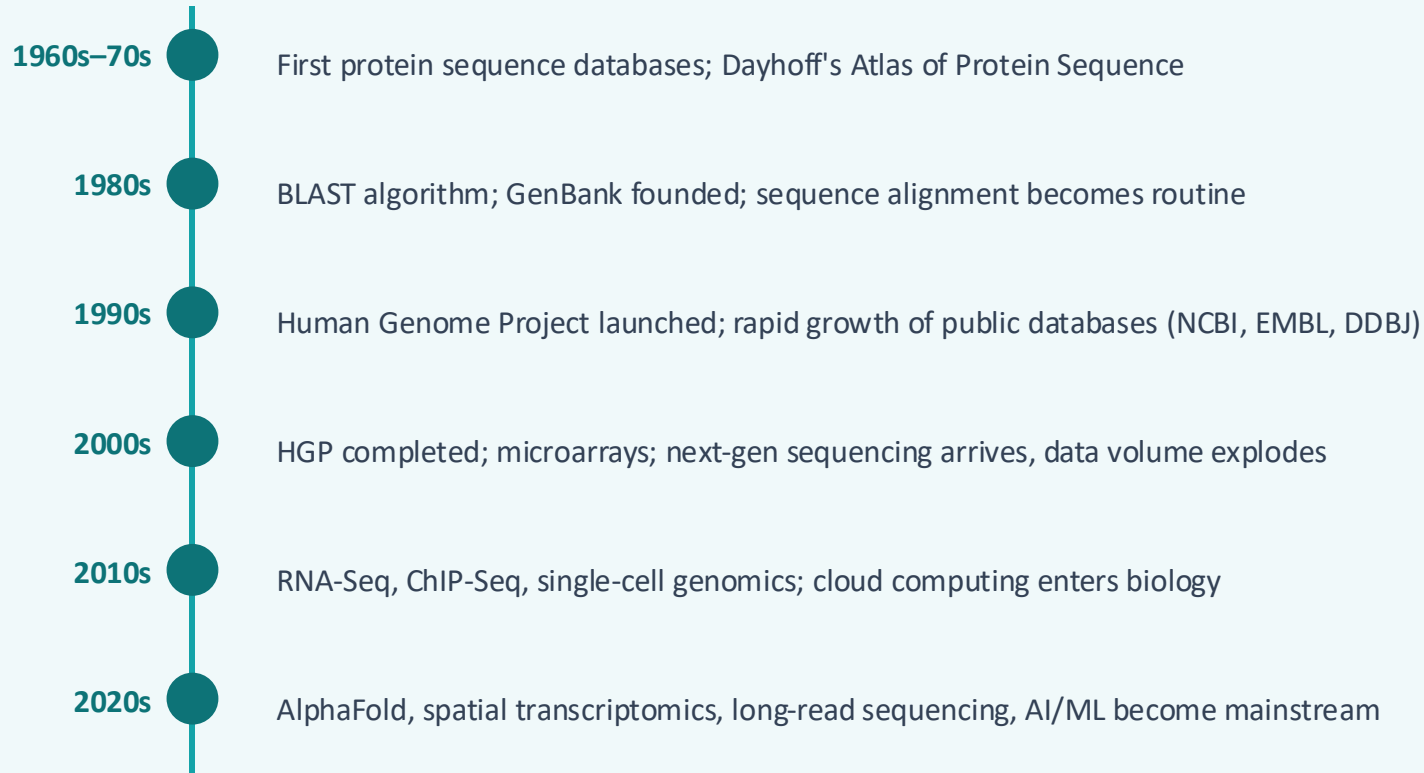 1960s–70s
First protein sequence databases; Dayhoff's Atlas of Protein Sequence
1980s
BLAST algorithm; GenBank founded; sequence alignment becomes routine
1990s
Human Genome Project launched; rapid growth of public databases (NCBI, EMBL, DDBJ)
2000s
HGP completed; microarrays; next-gen sequencing arrives, data volume explodes
2010s
RNA-Seq, ChIP-Seq, single-cell genomics; cloud computing enters biology
2020s
AlphaFold, spatial transcriptomics, long-read sequencing, AI/ML become mainstream